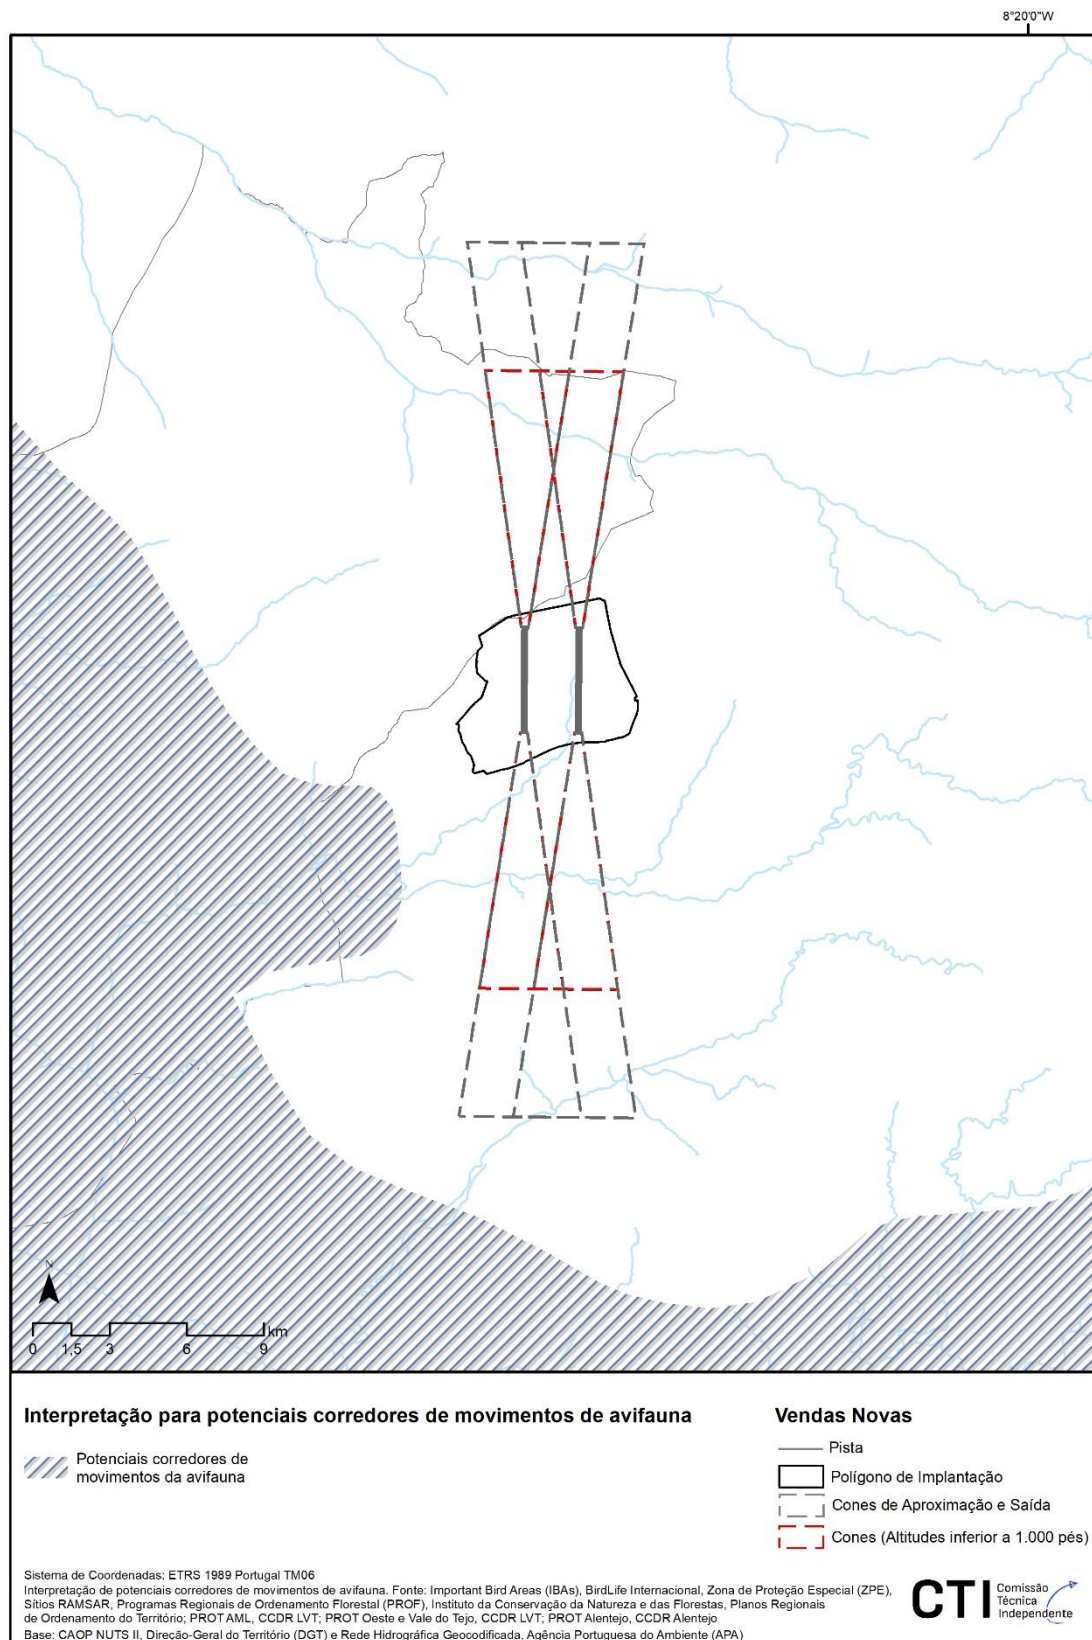 8°20'0"W
N
km
0 1,5 3 6 9
Interpretação para potenciais corredores de movimentos de avifauna
Potenciais corredores de
movimentos da avifauna
Vendas Novas
Pista
Polígono de Implantação
Cones de Aproximação e Saída
Cones (Altitudes inferior a 1.000 pés)
Sistema de Coordenadas: ETRS 1989 Portugal TM06
Interpretação de potenciais corredores de movimentos de avifauna. Fonte: Important Bird Areas (IBAs), BirdLife Internacional, Zona de Proteção Especial (ZPE),
Sítios RAMSAR, Programas Regionais de Ordenamento Florestal (PROF), Instituto da Conservação da Natureza e das Florestas, Planos Regionais
de Ordenamento do Território; PROT AML, CCDR LVT; PROT Oeste e Vale do Tejo, CCDR LVT; PROT Alentejo, CCDR Alentejo
Base: CAOP NUTS II, Direção-Geral do Território (DGT) e Rede Hidrográfica Geocodificada, Agência Portuguesa do Ambiente (APA)
CTI
Comissão
Técnica
Independente